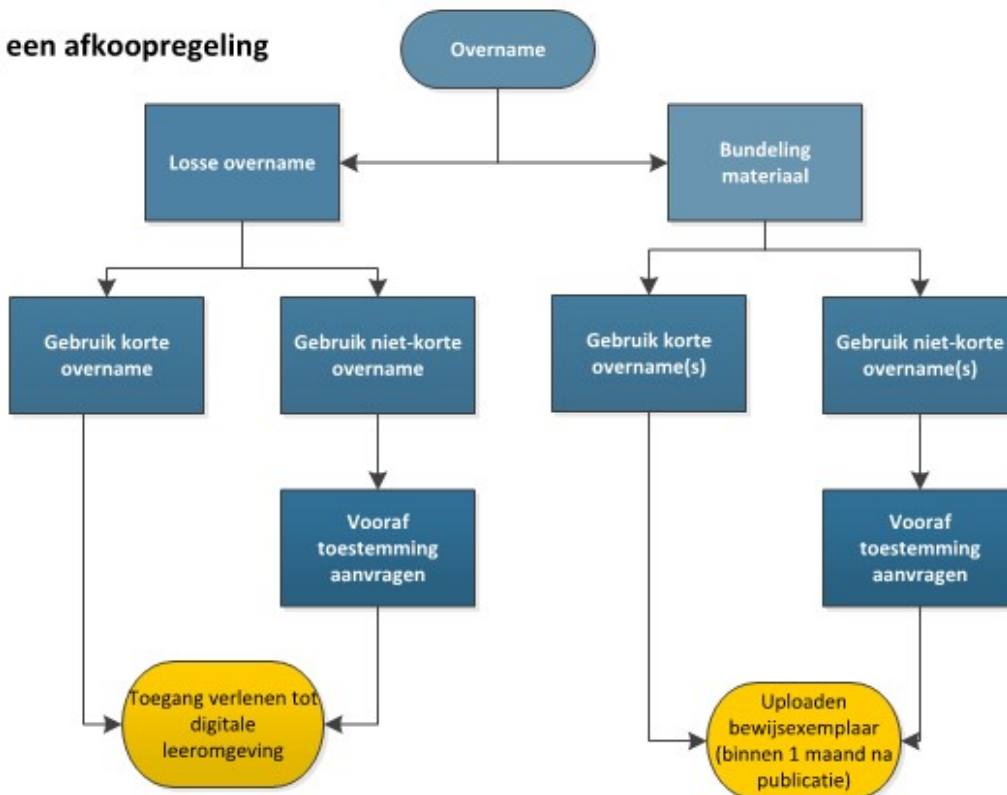 een afkoopregeling
Overname
Losse overname
Bundeling
materiaal
Gebruik korte
overname
Gebruik niet-korte
overname
Gebruik korte
overname(s)
Gebruik niet-korte
overname(s)
Vooraf
toestemming
aanvragen
Vooraf
toestemming
aanvragen
Toegang verlenen tot
digitale
leeromgeving
Uploaden
bewijsexemplaar
(binnen 1 maand na
publicatie)